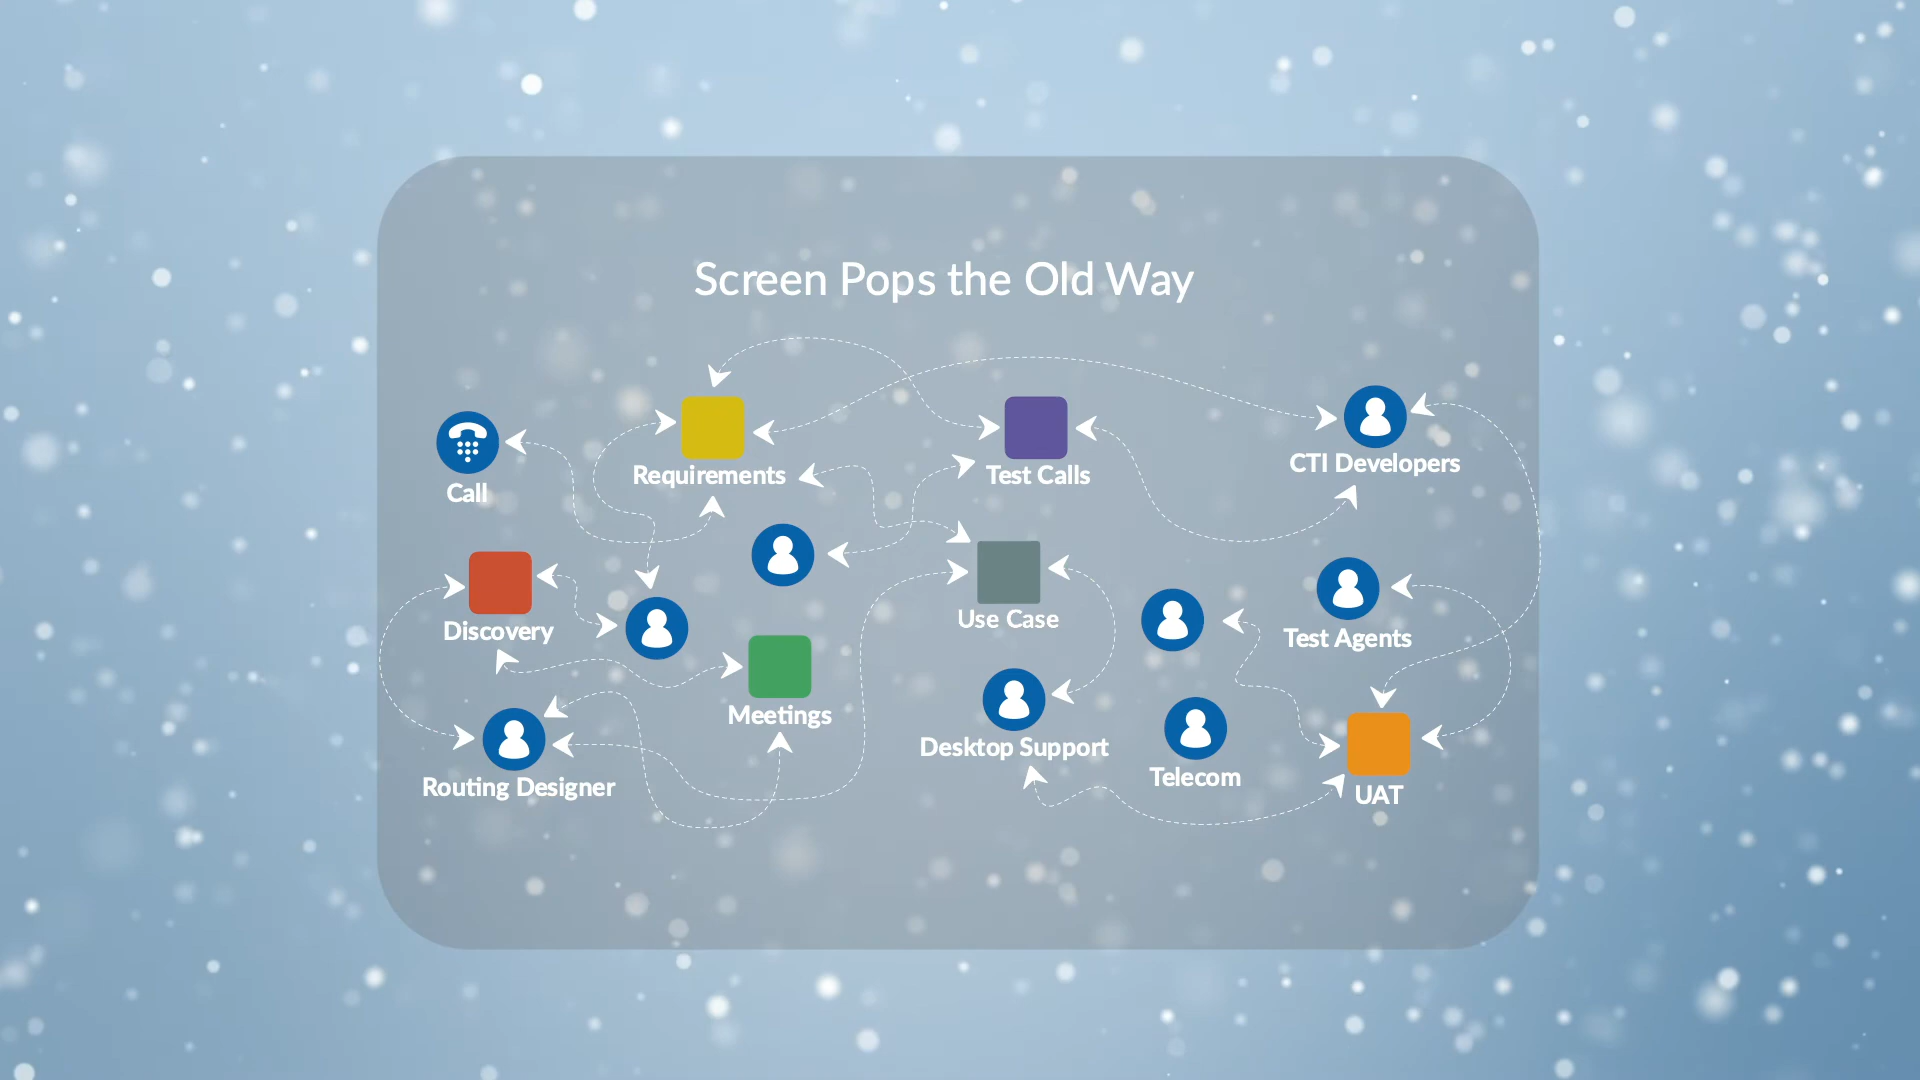 Screen Pops the Old Way
Call
Requirements
Test Calls
CTI Developers
Discovery
Use Case
Test Agents
Meetings
Desktop Support
Routing Designer
Telecom
UAT